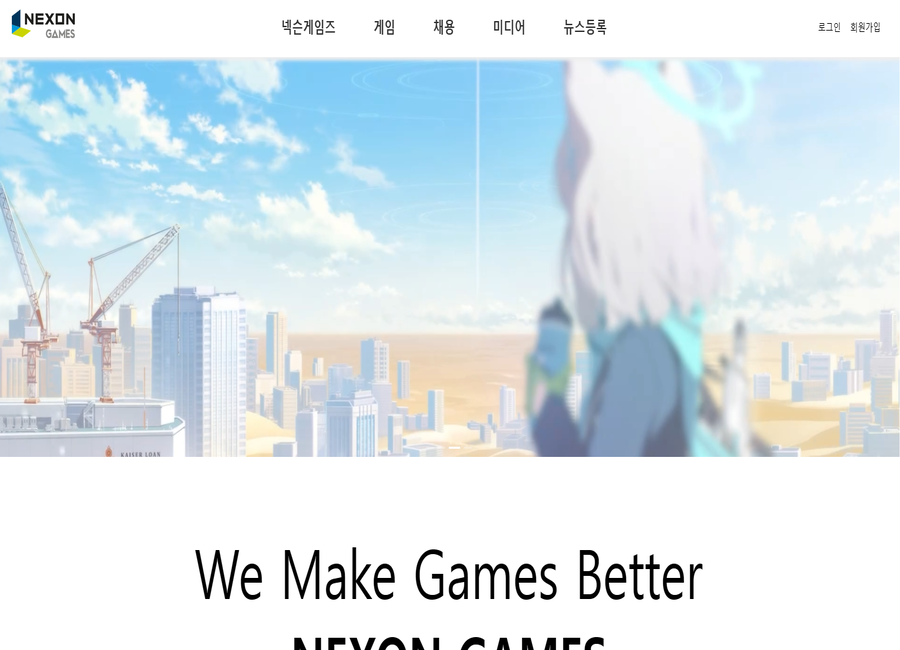 NEXON
GAMES
넥슨게임즈 게임 채용 미디어 뉴스등록
로그인 회원가입
KAISER LOAN
We Make Games Better
NEXON GAMES